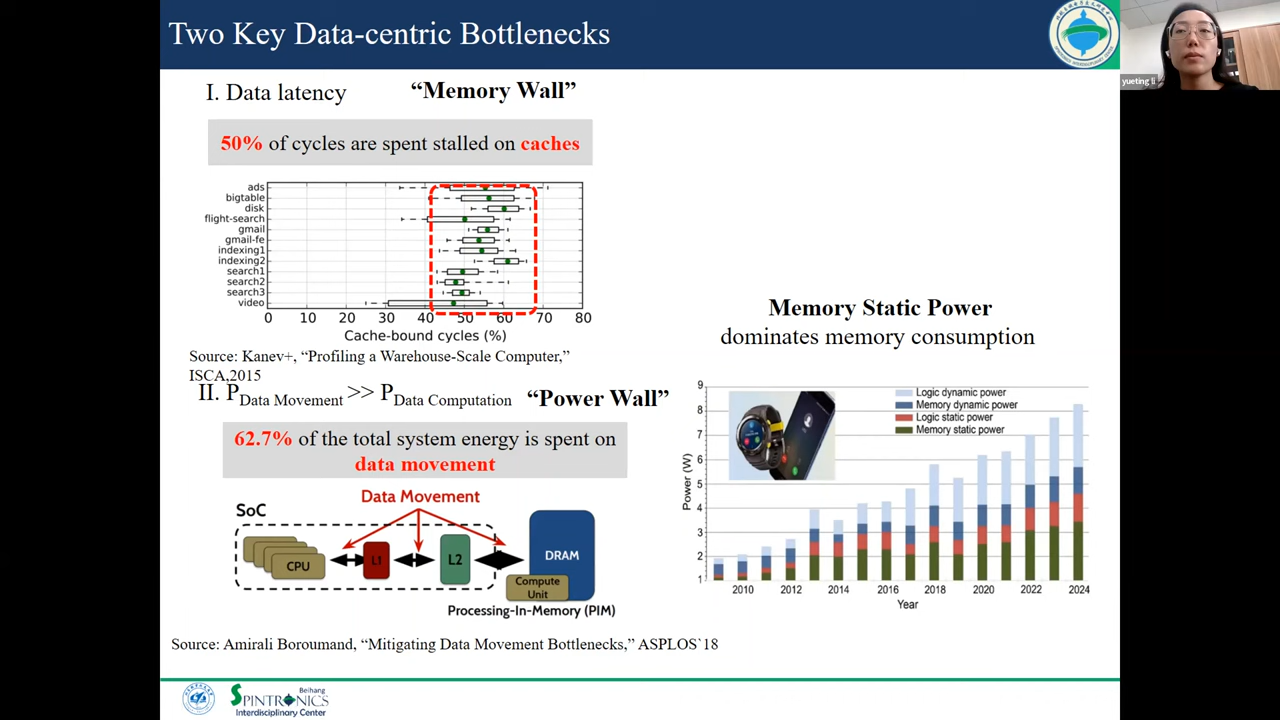 Two Key Data-centric Bottlenecks
yueting li
I. Data latency
“Memory Wall”
50% of cycles are spent stalled on caches
ads
bigtable
disk
flight-search
gmail
gmail-fe
indexing1
indexing2
search1
search2
search3
video
0 10 20 30 40 50 60 70 80
Cache-bound cycles (%)
Source: Kanev+, “Profiling a Warehouse-Scale Computer,”
ISCA,2015
II. PData Movement >> PData Computation
“Power Wall”
62.7% of the total system energy is spent on
data movement
Data Movement
SoC
CPU
L1
L2
DRAM
Compute
Unit
Processing-In-Memory (PIM)
Source: Amirali Boroumand, “Mitigating Data Movement Bottlenecks,” ASPLOS`18
Memory Static Power
dominates memory consumption
Logic dynamic power
Memory dynamic power
Logic static power
Memory static power
9
8
7
6
5
4
3
2
1
Power (W)
2010 2012 2014 2016 2018 2020 2022 2024
Year
Beihang
SPINTRONICS
Interdisciplinary Center